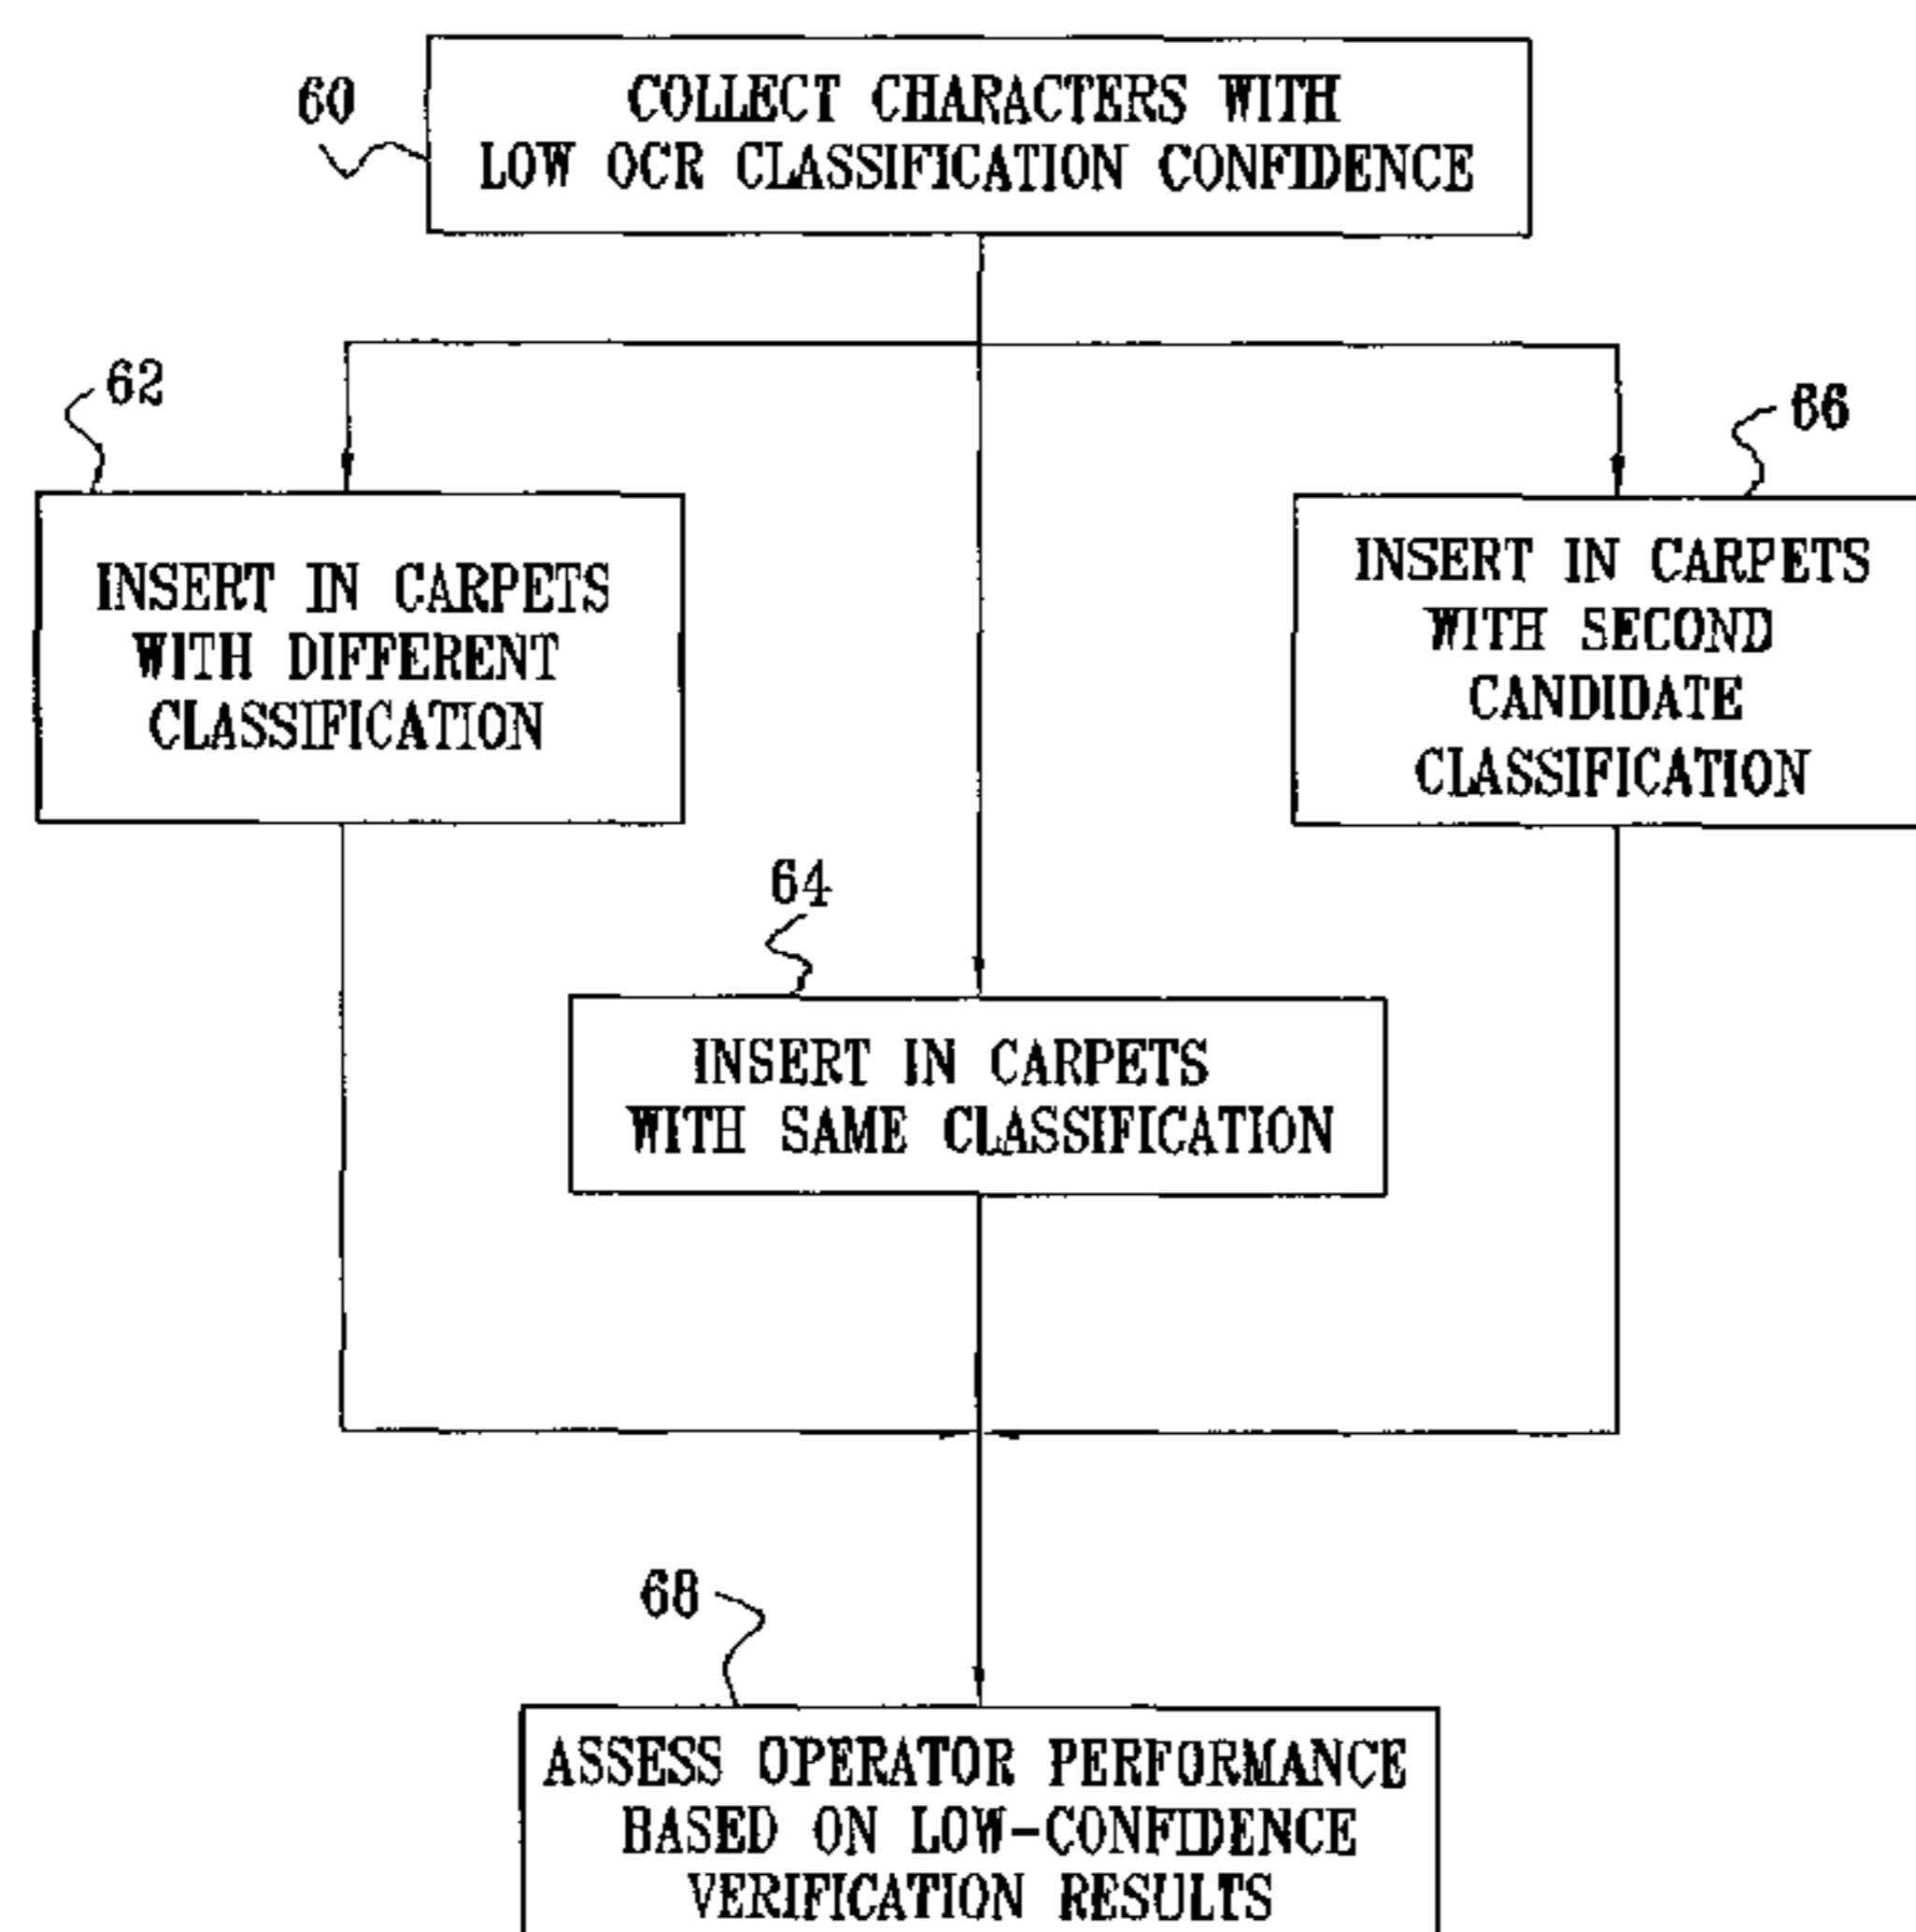 60
COLLECT CHARACTERS WITH
LOW OCR CLASSIFICATION CONFIDENCE
62
66
INSERT IN CARPETS
WITH DIFFERENT
CLASSIFICATION
INSERT IN CARPETS
WITH SECOND
CANDIDATE
CLASSIFICATION
64
INSERT IN CARPETS
WITH SAME CLASSIFICATION
68
ASSESS OPERATOR PERFORMANCE
BASED ON LOW-CONFIDENCE
VERIFICATION RESULTS